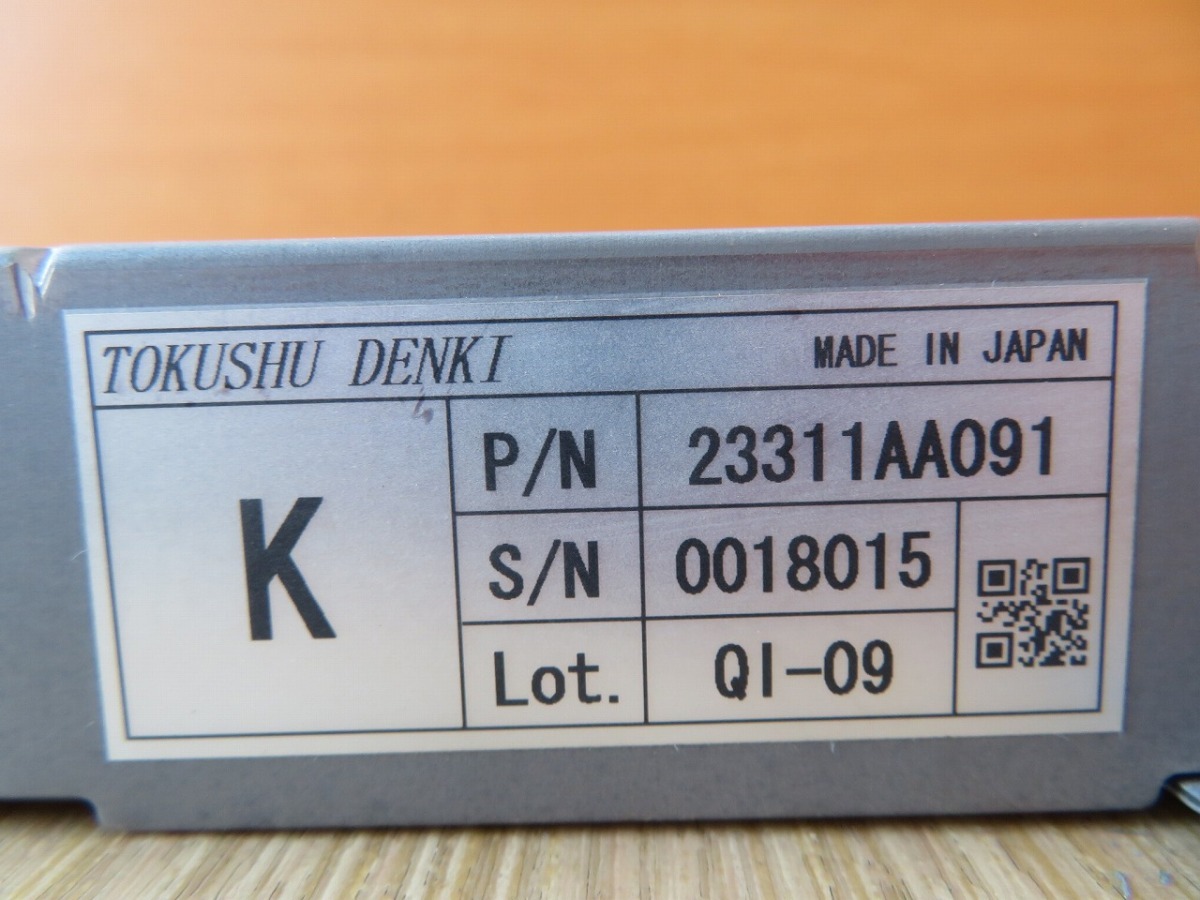 TOKUSHU DENKI MADE IN JAPAN
K
P/N 23311AA091
S/N 0018015
Lot. QI-09